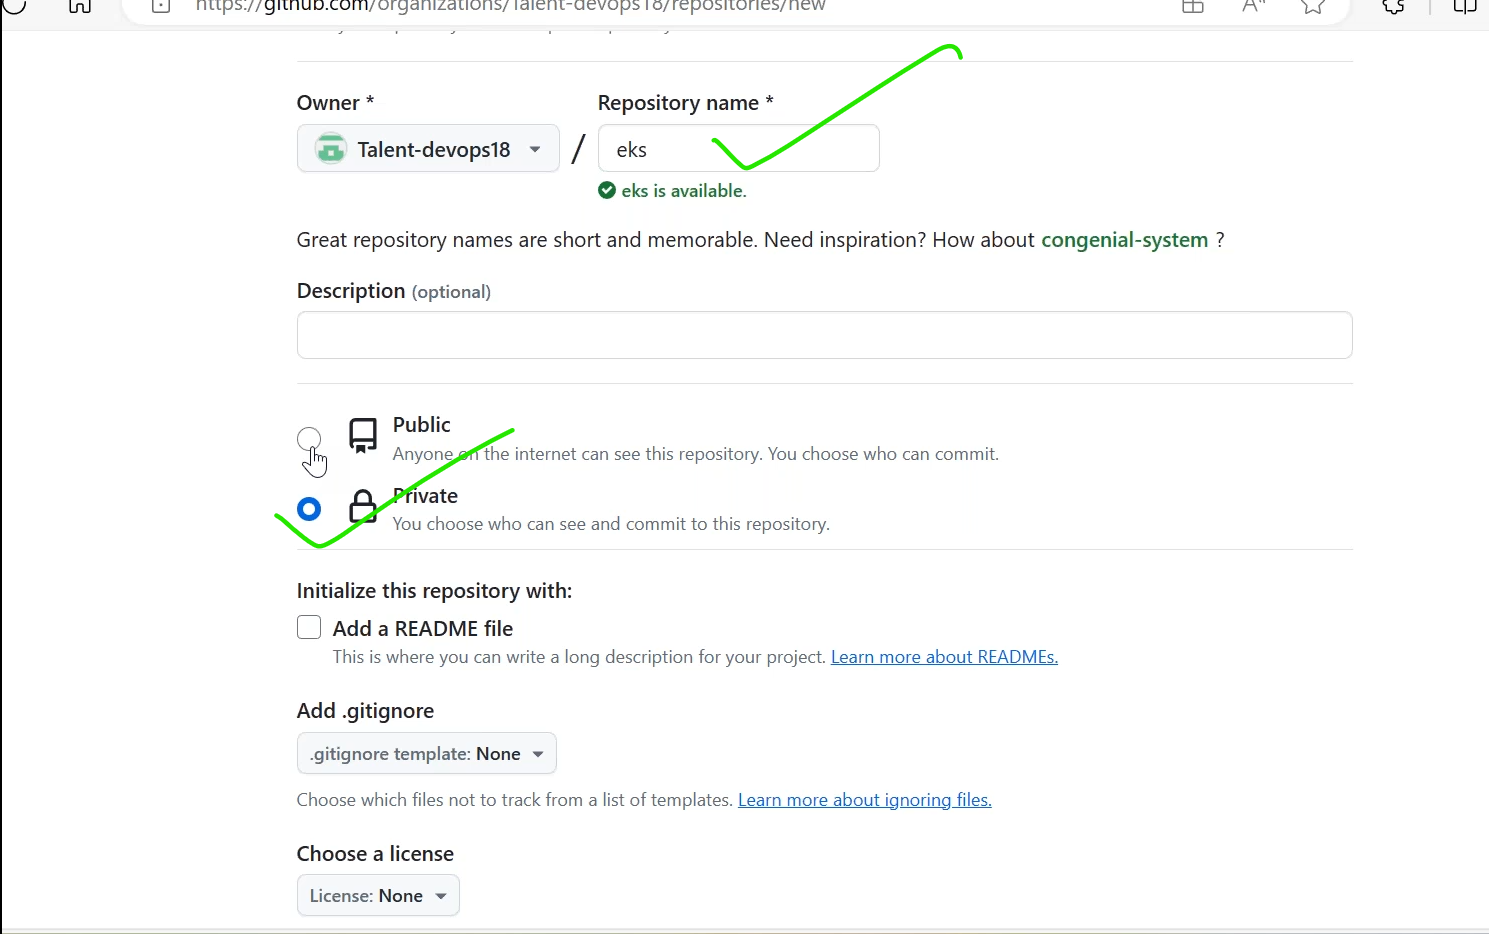 https://github.com/organizations/Talent-devops18/repositories/new
Owner *
Repository name *
Talent-devops18
/
eks
eks is available.
Great repository names are short and memorable. Need inspiration? How about congenial-system ?
Description (optional)
Public
Anyone on the internet can see this repository. You choose who can commit.
Private
You choose who can see and commit to this repository.
Initialize this repository with:
Add a README file
This is where you can write a long description for your project. Learn more about READMEs.
Add .gitignore
.gitignore template: None
Choose which files not to track from a list of templates. Learn more about ignoring files.
Choose a license
License: None